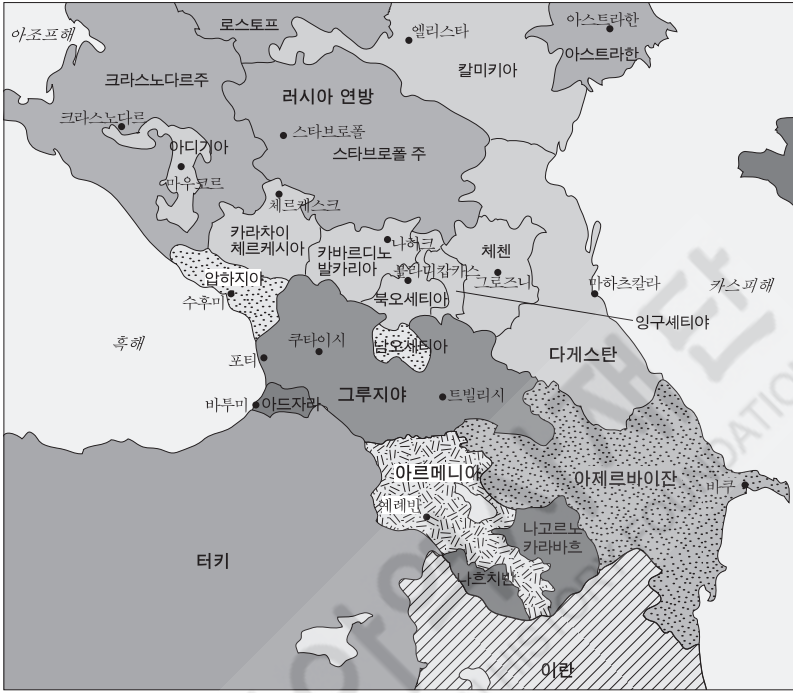 아조프해
로스토프
엘리스타
아스트라한
아스트라한
크라스노다르주
칼미키아
러시아 연방
크라스노다르
스타브로폴
아디기아
스타브로폴 주
마우코르
체르케스크
카라차이
체르케시아
카바르디노
발카리아
나허크
체첸
블라디캅카스
그로즈니
압하지야
수후미
북오세티아
마하츠칼라
카스피해
잉구세티야
흑해
쿠타이시
남오세티아
다게스탄
포티
그루지야
트빌리시
바투미
아드자라
아르메니아
아제르바이잔
바쿠
예레반
나고르노
카라바흐
터키
나흐치반
이란